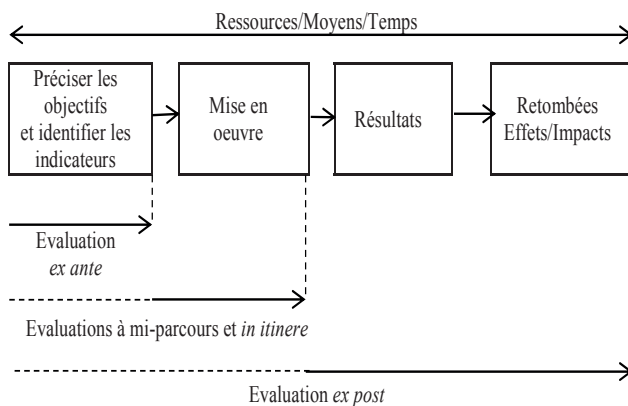 Ressources/Moyens/Temps
Préciser les
objectifs
et identifier les
indicateurs
Mise en
oeuvre
Résultats
Retombées
Effets/Impacts
Evaluation
ex ante
Evaluations à mi-parcours et in itinere
Evaluation ex post